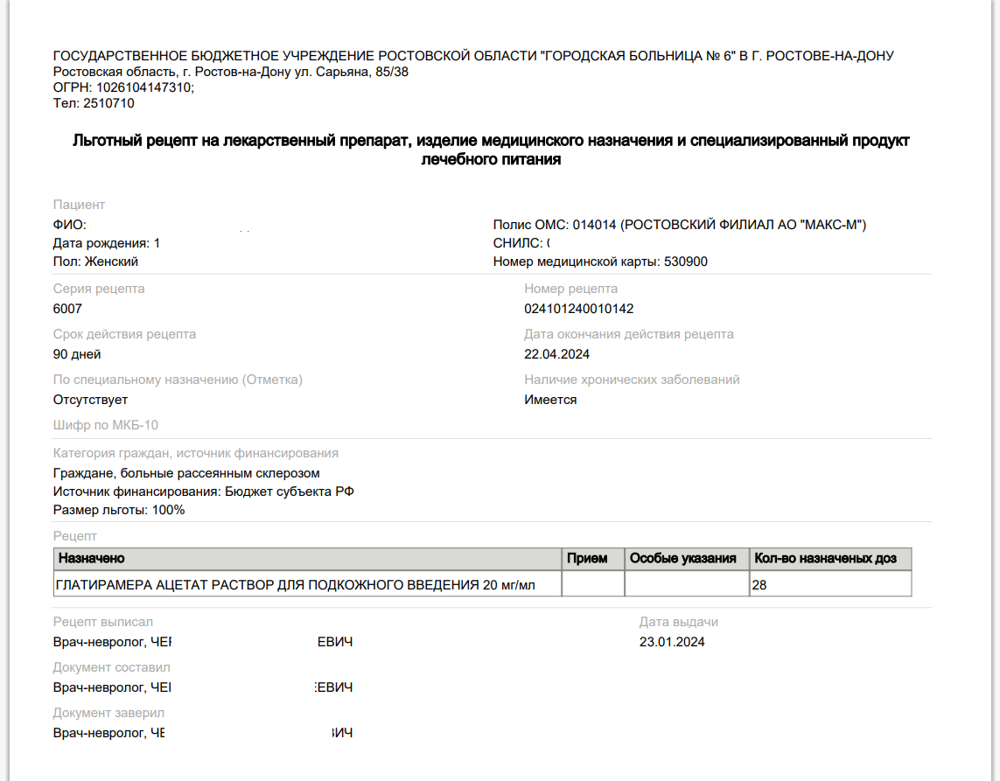 ГОСУДАРСТВЕННОЕ БЮДЖЕТНОЕ УЧРЕЖДЕНИЕ РОСТОВСКОЙ ОБЛАСТИ "ГОРОДСКАЯ БОЛЬНИЦА № 6" В Г. РОСТОВЕ-НА-ДОНУ
Ростовская область, г. Ростов-на-Дону ул. Сарьяна, 85/38
ОГРН: 1026104147310;
Тел: 2510710
Льготный рецепт на лекарственный препарат, изделие медицинского назначения и специализированный продукт
лечебного питания
Пациент
ФИО:
Полис ОМС: 014014 (РОСТОВСКИЙ ФИЛИАЛ АО "МАКС-М")
Дата рождения: 1
СНИЛС:
Пол: Женский
Номер медицинской карты: 530900
Серия рецепта
Номер рецепта
6007
024101240010142
Срок действия рецепта
Дата окончания действия рецепта
90 дней
22.04.2024
По специальному назначению (Отметка)
Наличие хронических заболеваний
Отсутствует
Имеется
Шифр по МКБ-10
Категория граждан, источник финансирования
Граждане, больные рассеянным склерозом
Источник финансирования: Бюджет субъекта РФ
Размер льготы: 100%
Рецепт
Назначено Прием Особые указания Кол-во назначеных доз
ГЛАТИРАМЕРА АЦЕТАТ РАСТВОР ДЛЯ ПОДКОЖНОГО ВВЕДЕНИЯ 20 мг/мл 28
Рецепт выписал
Дата выдачи
Врач-невролог, ЧЕ ЕВИЧ
23.01.2024
Документ составил
Врач-невролог, ЧЕ ЕВИЧ
Документ заверил
Врач-невролог, ЧЕ ВИЧ